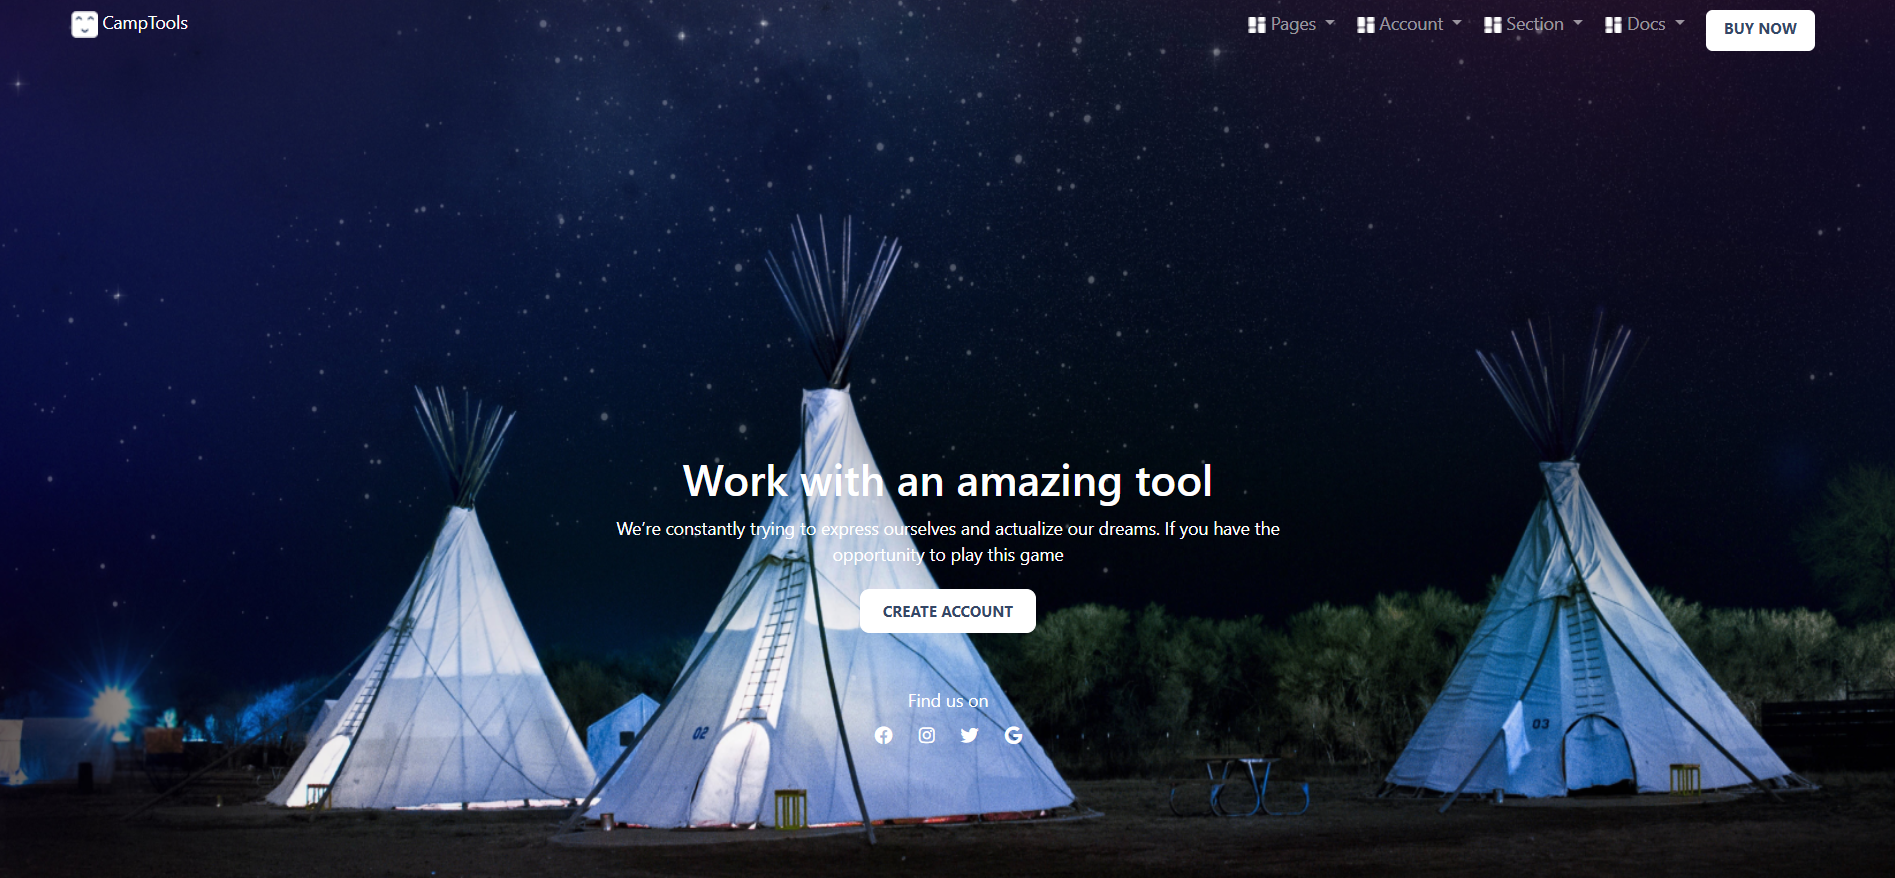 CampTools
Pages
Account
Section
Docs
BUY NOW
Work with an amazing tool
We're constantly trying to express ourselves and actualize our dreams. If you have the
opportunity to play this game
CREATE ACCOUNT
Find us on
02
03